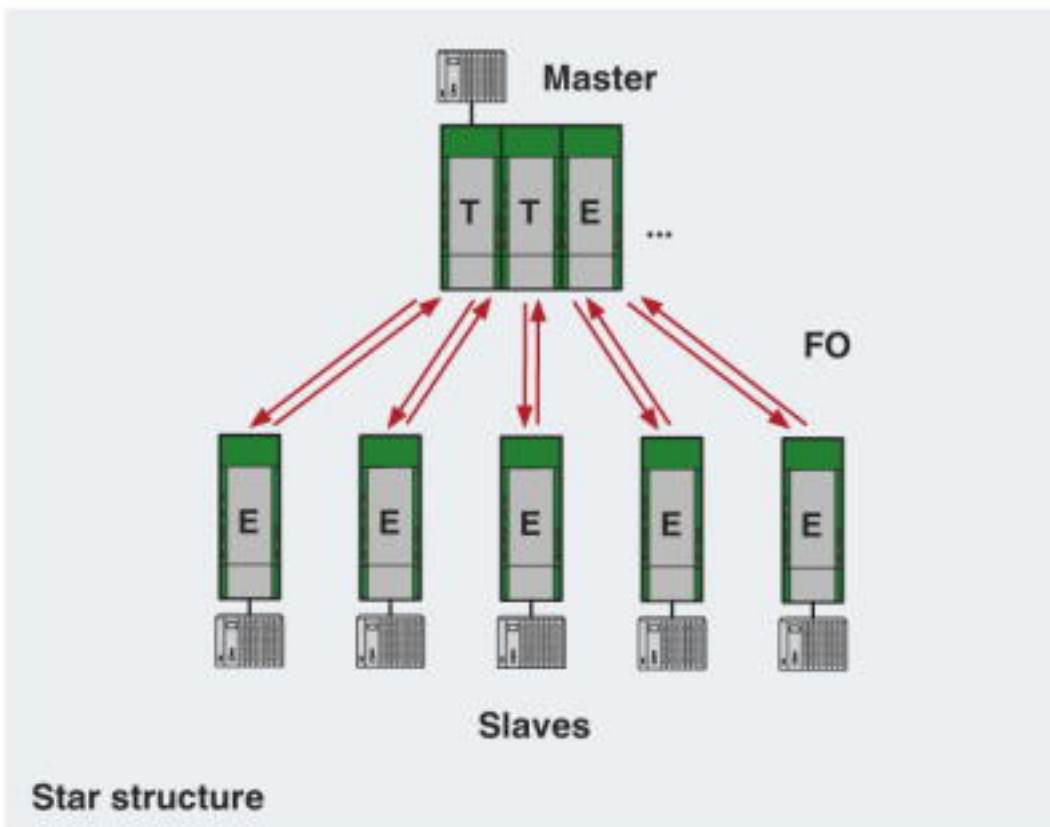 Master
T T E ...
FO
E E E E E
Slaves
Star structure